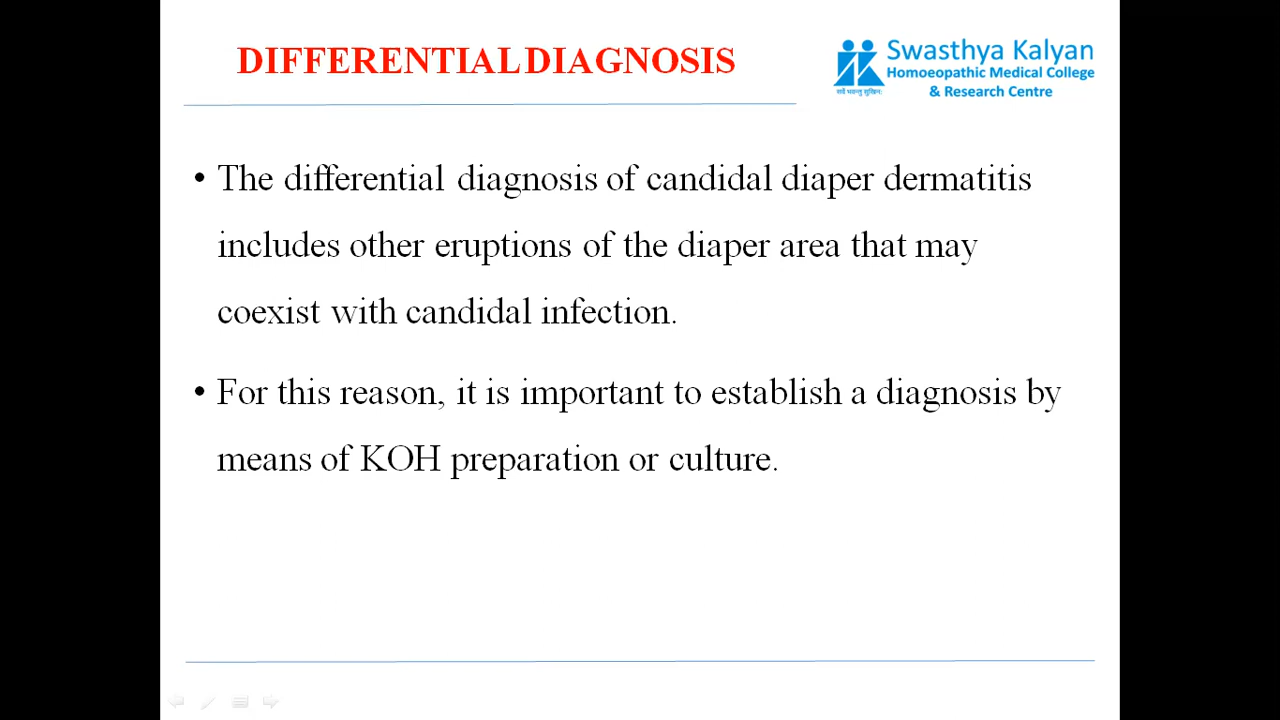 DIFFERENTIAL DIAGNOSIS
Swasthya Kalyan
Homoeopathic Medical College
& Research Centre
सर्वे भवन्तु सुखिनः
• The differential diagnosis of candidal diaper dermatitis
includes other eruptions of the diaper area that may
coexist with candidal infection.
• For this reason, it is important to establish a diagnosis by
means of KOH preparation or culture.